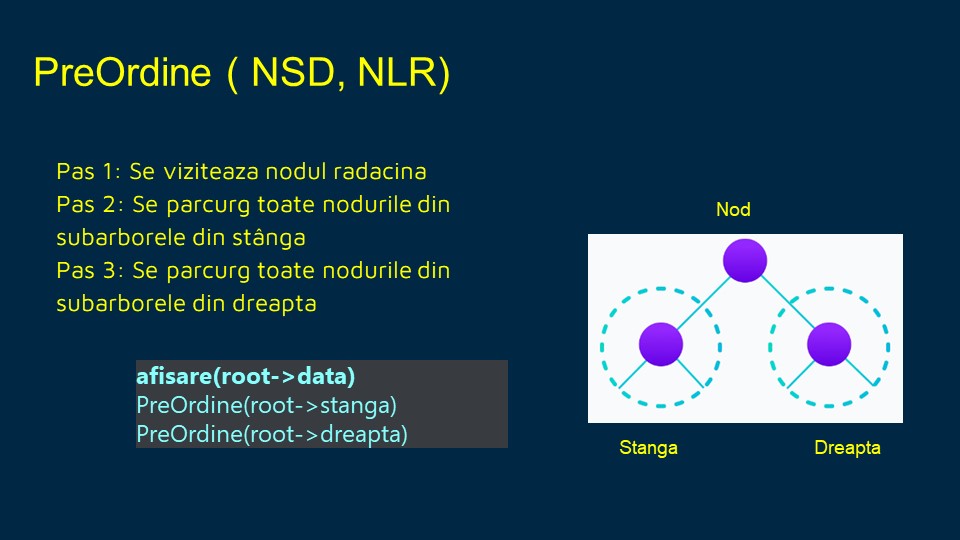 PreOrdine ( NSD, NLR)
Pas 1: Se viziteaza nodul radacina
Pas 2: Se parcurg toate nodurile din
subarborele din stânga
Pas 3: Se parcurg toate nodurile din
subarborele din dreapta
afisare(root->data)
PreOrdine(root->stanga)
PreOrdine(root->dreapta)
Nod
Stanga
Dreapta